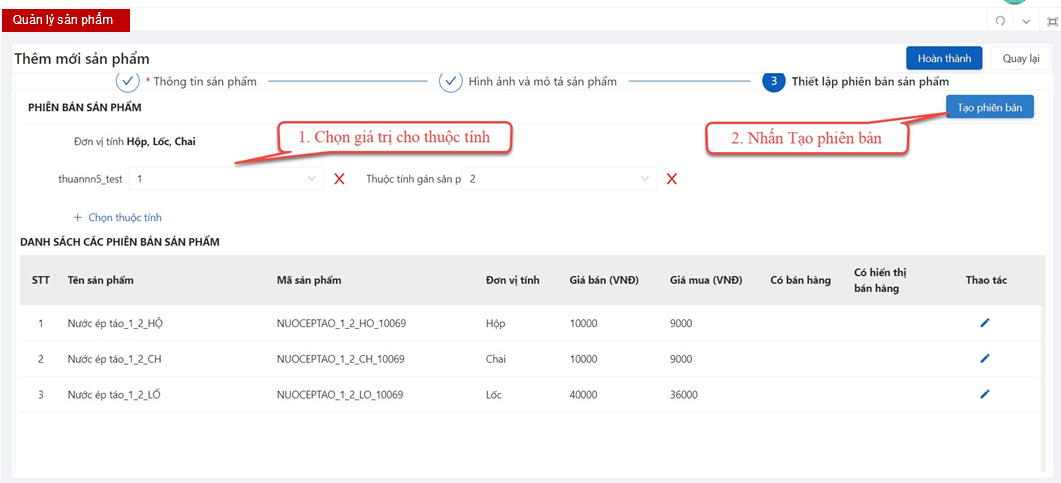 Quản lý sản phẩm
Thêm mới sản phẩm
Hoàn thành
Quay lại
* Thông tin sản phẩm
Hình ảnh và mô tả sản phẩm
3 Thiết lập phiên bản sản phẩm
PHIÊN BẢN SẢN PHẨM
Tạo phiên bản
Đơn vị tính Hộp, Lốc, Chai
1. Chọn giá trị cho thuộc tính
2. Nhấn Tạo phiên bản
thuannn5_test 1
Thuộc tính gán sản p 2
+ Chọn thuộc tính
DANH SÁCH CÁC PHIÊN BẢN SẢN PHẨM
STT Tên sản phẩm Mã sản phẩm Đơn vị tính Giá bán (VNĐ) Giá mua (VNĐ) Có bán hàng Có hiển thị bán hàng Thao tác
1 Nước ép táo_1_2_HỘ NUOCEPTAO_1_2_HO_10069 Hộp 10000 9000
2 Nước ép táo_1_2_CH NUOCEPTAO_1_2_CH_10069 Chai 10000 9000
3 Nước ép táo_1_2_LỐ NUOCEPTAO_1_2_LO_10069 Lốc 40000 36000